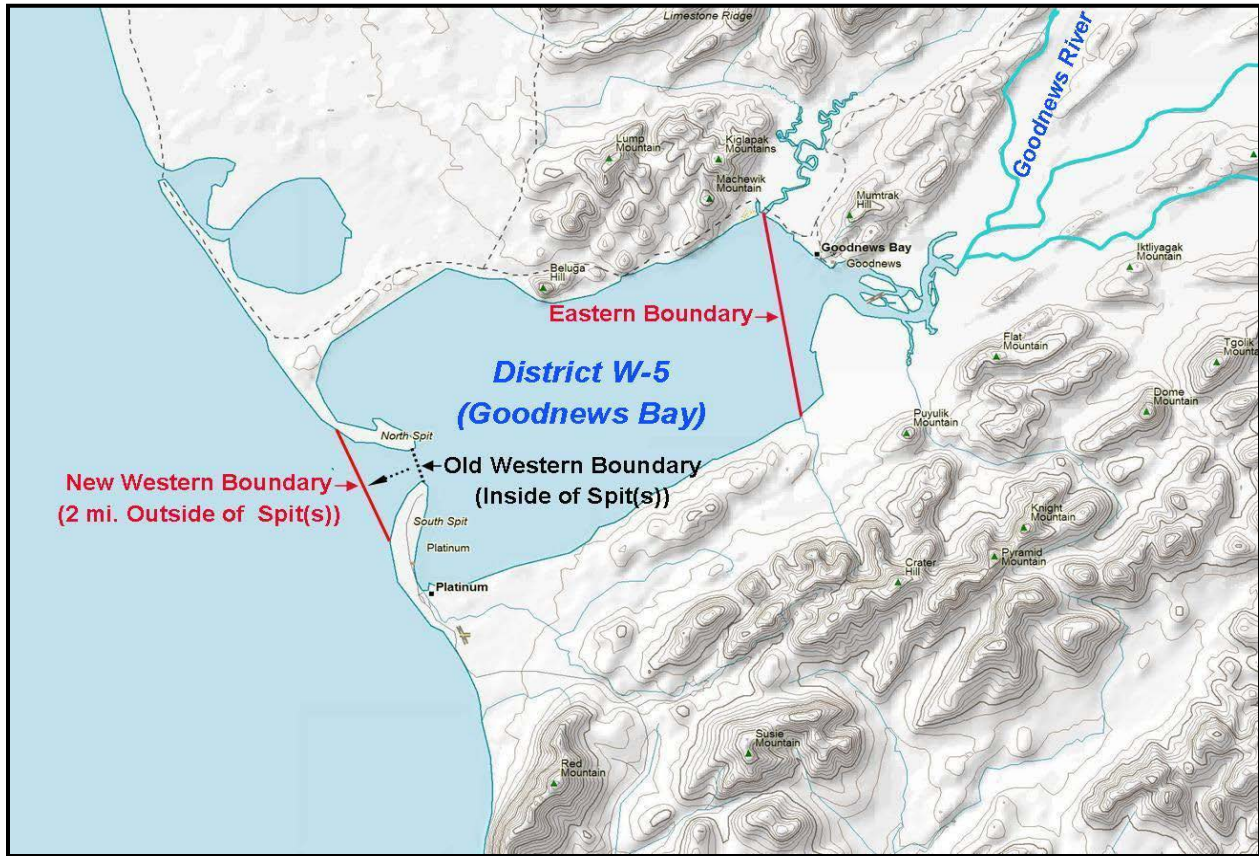 Limestone Ridge
Goodnews River
Lump
Mountain
Kiglapak
Mountains
Machewik
Mountain
Mumtrak
Hill
Goodnews Bay
Goodnews
Iktliyagak
Mountain
Beluga
Hill
Eastern Boundary
Flat
Mountain
Tgolik
Mounta
District W-5
(Goodnews Bay)
Dome
Mountain
Puyulik
Mountain
North Spit
Old Western Boundary
(Inside of Spit(s))
New Western Boundary
(2 mi. Outside of Spit(s))
South Spit
Knight
Mountain
Platinum
Pyramid
Mountain
Crater
Hill
Platinum
Susie
Mountain
Red
Mountain